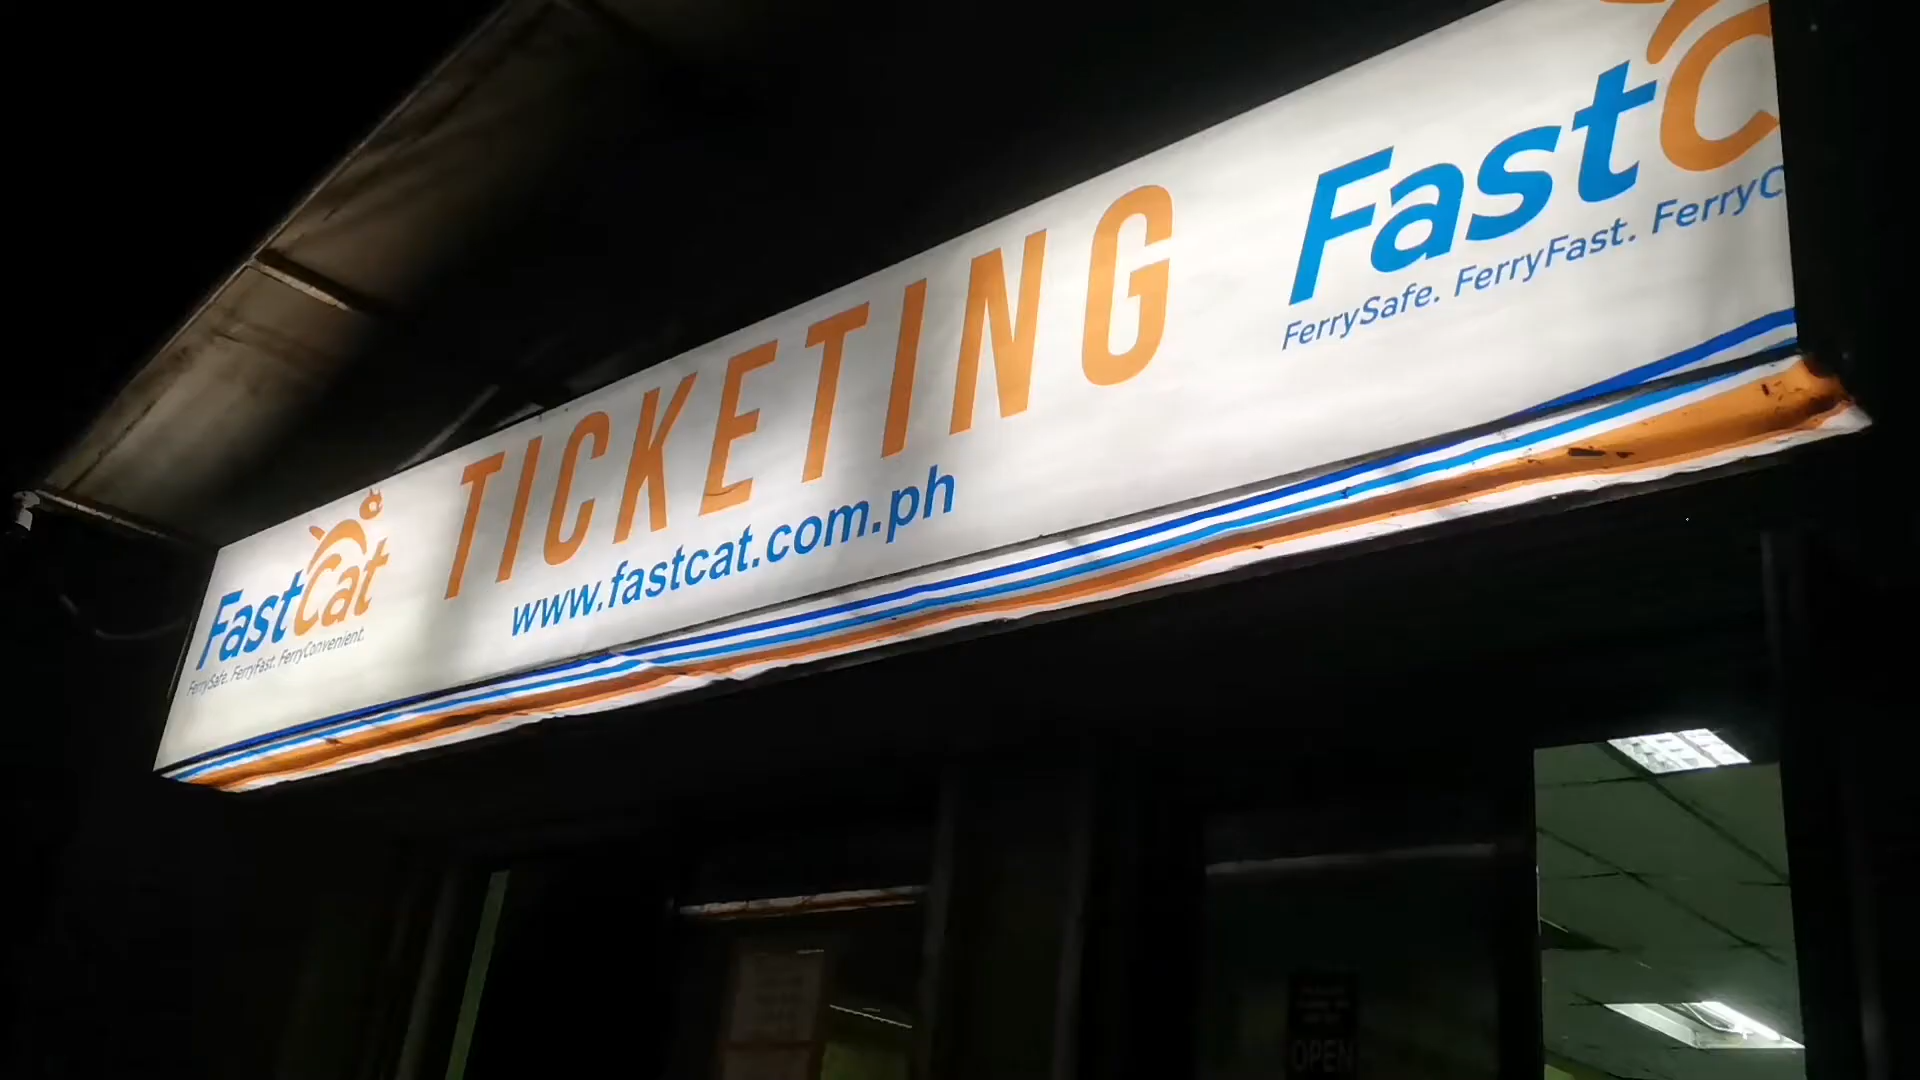 FastCat
FerrySafe. FerryFast. FerryConvenient.
TICKETING
www.fastcat.com.ph
FastC
FerrySafe. FerryFast. FerryC
OPEN